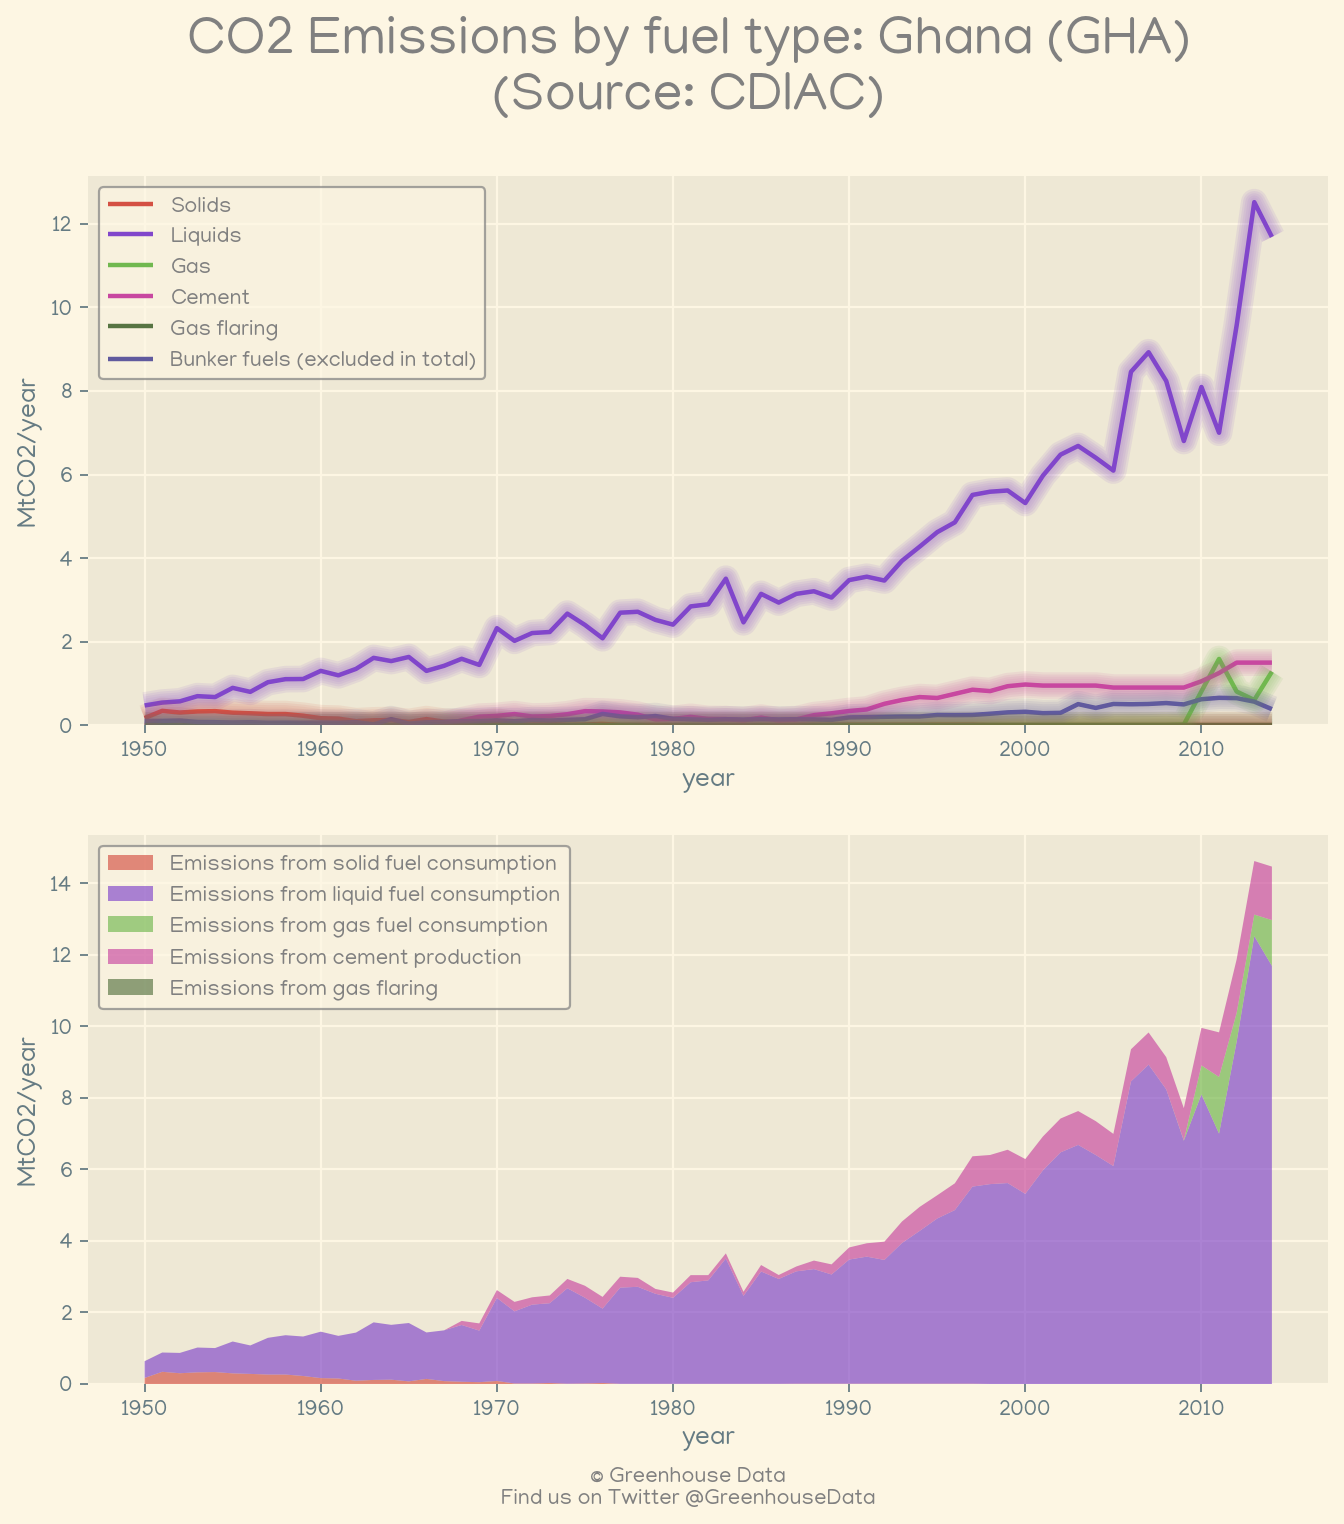 CO2 Emissions by fuel type: Ghana (GHA)
(Source: CDIAC)
Solids
Liquids
Gas
Cement
Gas flaring
Bunker fuels (excluded in total)
MtCO2/year
12
10
8
6
4
2
0
1950 1960 1970 1980 1990 2000 2010
year
Emissions from solid fuel consumption
Emissions from liquid fuel consumption
Emissions from gas fuel consumption
Emissions from cement production
Emissions from gas flaring
MtCO2/year
14
12
10
8
6
4
2
0
1950 1960 1970 1980 1990 2000 2010
year
© Greenhouse Data
Find us on Twitter @GreenhouseData